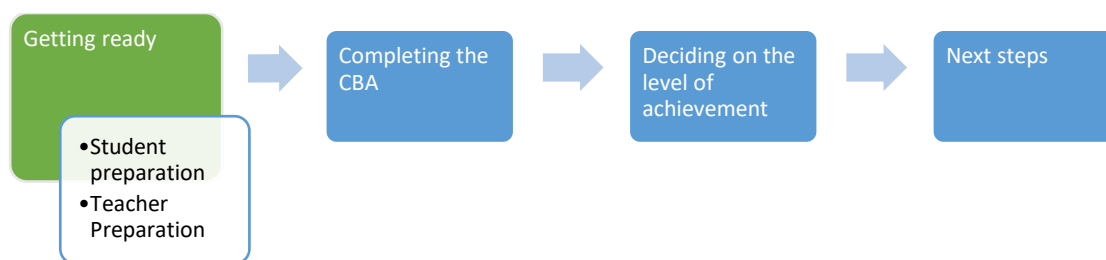 Getting ready
•Student
preparation
•Teacher
Preparation
Completing the
CBA
Deciding on the
level of
achievement
Next steps